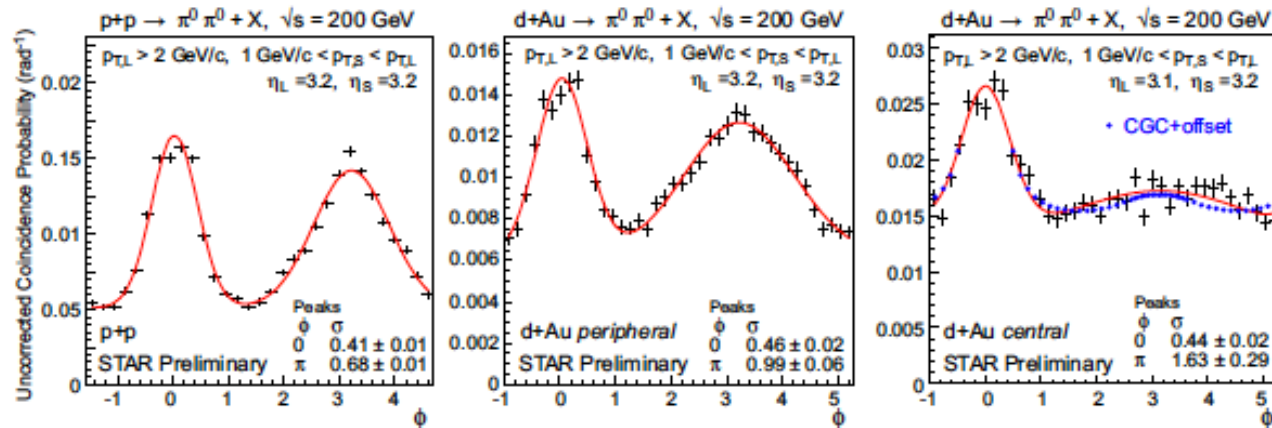 p+p → π⁰ π⁰ + X, √s = 200 GeV
Uncorrected Coincidence Probability (rad⁻¹)
p_T,L > 2 GeV/c, 1 GeV/c < p_T,S < p_T,L
η_L =3.2, η_S =3.2
0.02
0.15
0.01
0.05
0
Peaks
ϕ σ
p+p 0 0.41 ± 0.01
STAR Preliminary π 0.68 ± 0.01
-1 0 1 2 3 4
ϕ
d+Au → π⁰ π⁰ + X, √s = 200 GeV
p_T,L > 2 GeV/c, 1 GeV/c < p_T,S < p_T,L
η_L =3.2, η_S =3.2
0.016
0.014
0.012
0.01
0.008
0.006
0.004
0.002
0
Peaks
d+Au peripheral ϕ σ
0 0.46 ± 0.02
STAR Preliminary π 0.99 ± 0.06
-1 0 1 2 3 4 5
ϕ
d+Au → π⁰ π⁰ + X, √s = 200 GeV
p_T,L > 2 GeV/c, 1 GeV/c < p_T,S < p_T,L
η_L =3.1, η_S =3.2
CGC+offset
0.03
0.025
0.02
0.015
0.01
0.005
0
Peaks
ϕ σ
d+Au central 0 0.44 ± 0.02
STAR Preliminary π 1.63 ± 0.29
-1 0 1 2 3 4 5
ϕ